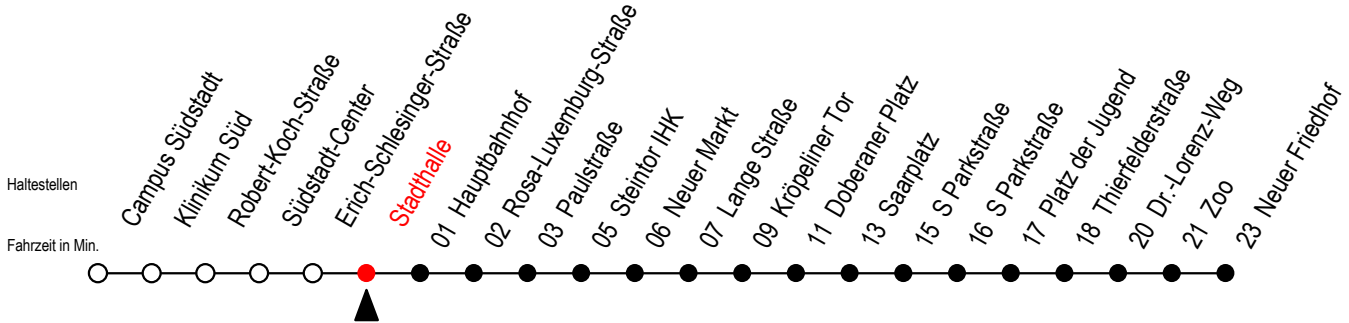 Haltestellen
Fahrzeit in Min.
Campus Südstadt
Klinikum Süd
Robert-Koch-Straße
Südstadt-Center
Erich-Schlesinger-Straße
Stadthalle
01 Hauptbahnhof
02 Rosa-Luxemburg-Straße
03 Paulstraße
05 Steintor IHK
06 Neuer Markt
07 Lange Straße
09 Kröpeliner Tor
11 Doberaner Platz
13 Saarplatz
15 S Parkstraße
16 S Parkstraße
17 Platz der Jugend
18 Thierfelderstraße
20 Dr.-Lorenz-Weg
21 Zoo
23 Neuer Friedhof